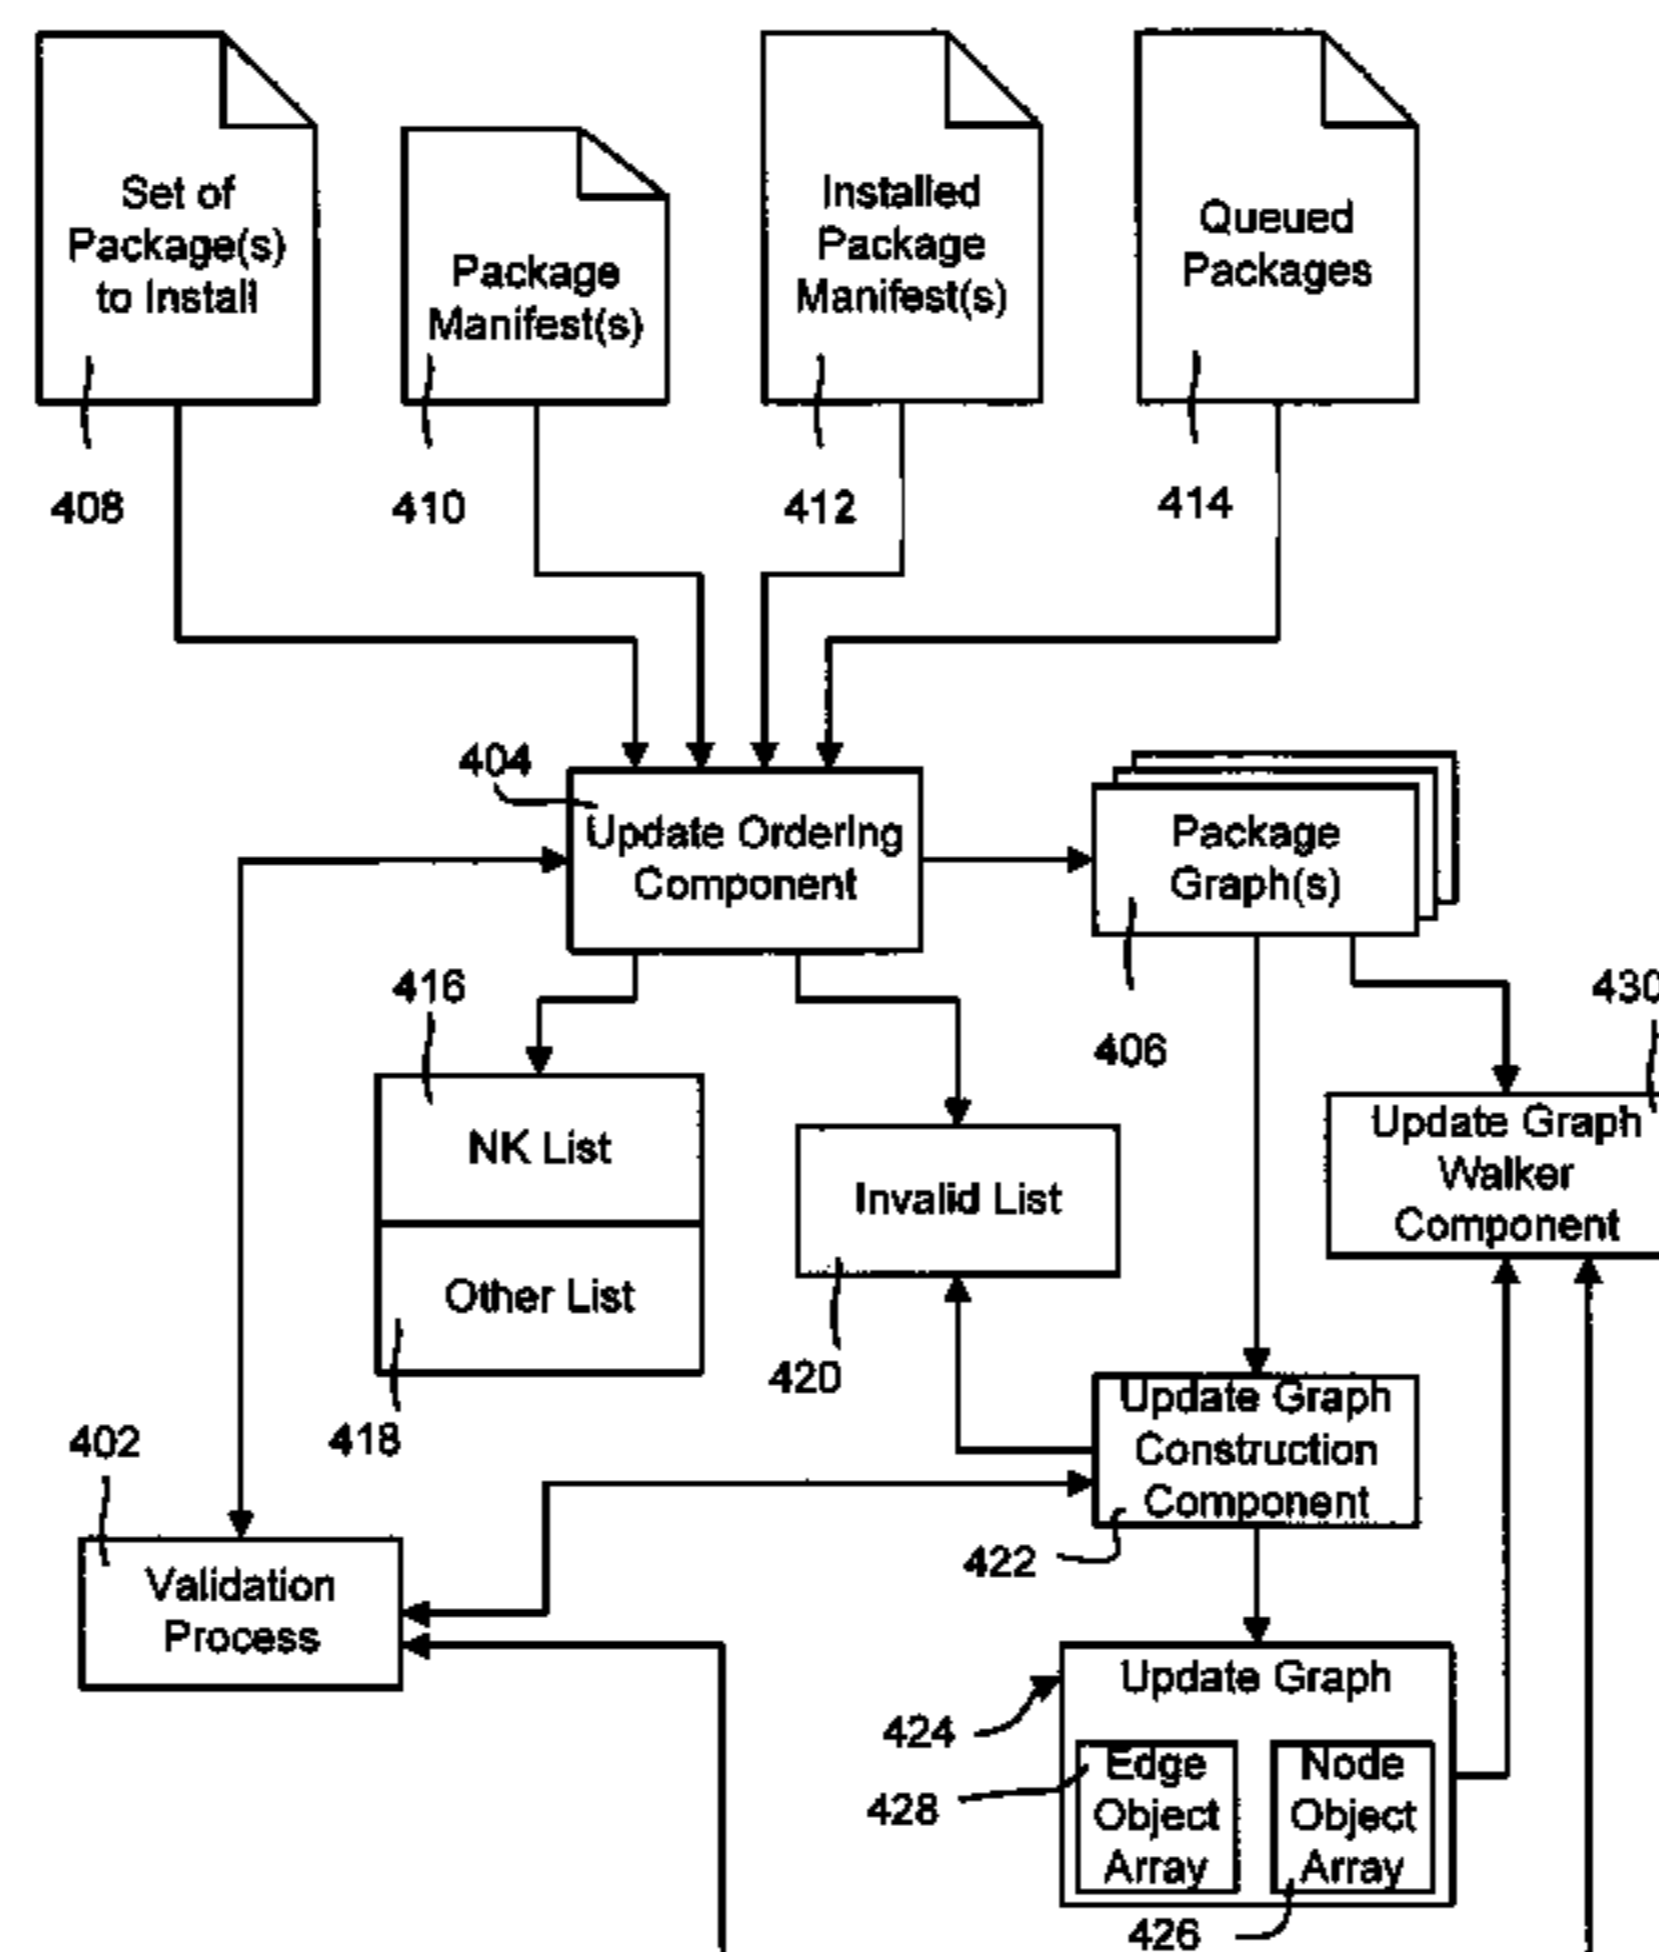 Set of
Package(s)
to Install
408
Package
Manifest(s)
410
Installed
Package
Manifest(s)
412
Queued
Packages
414
404
Update Ordering
Component
Package
Graph(s)
406
416
NK List
Other List
418
Invalid List
420
430
Update Graph
Walker
Component
402
Validation
Process
Update Graph
Construction
Component
422
Update Graph
424
Edge
Object
Array
428
Node
Object
Array
426